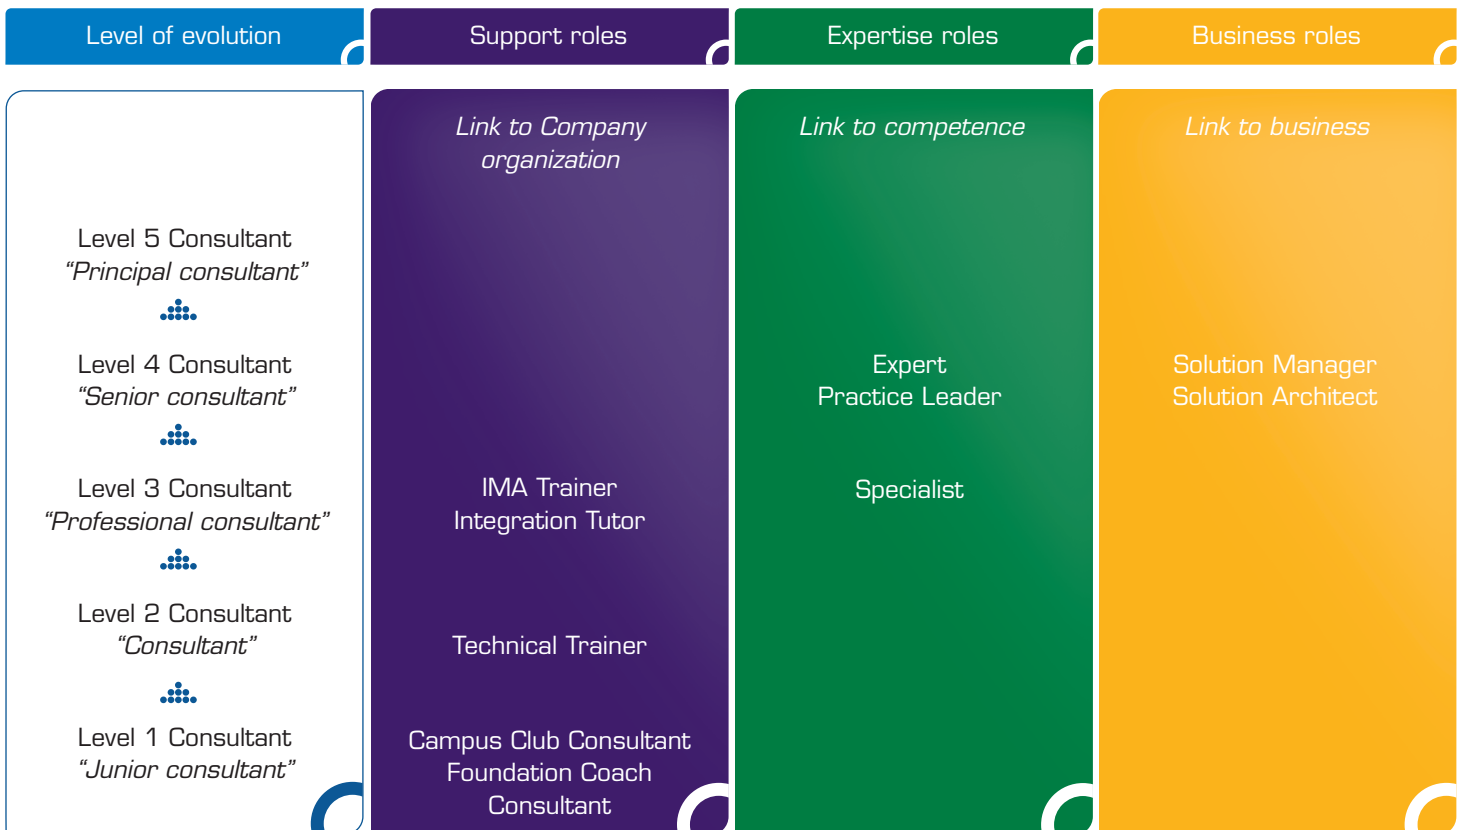 Level of evolution
Support roles
Expertise roles
Business roles
Level 5 Consultant
“Principal consultant”
Level 4 Consultant
“Senior consultant”
Level 3 Consultant
“Professional consultant”
Level 2 Consultant
“Consultant”
Level 1 Consultant
“Junior consultant”
Link to Company
organization
IMA Trainer
Integration Tutor
Technical Trainer
Campus Club Consultant
Foundation Coach
Consultant
Link to competence
Expert
Practice Leader
Specialist
Link to business
Solution Manager
Solution Architect